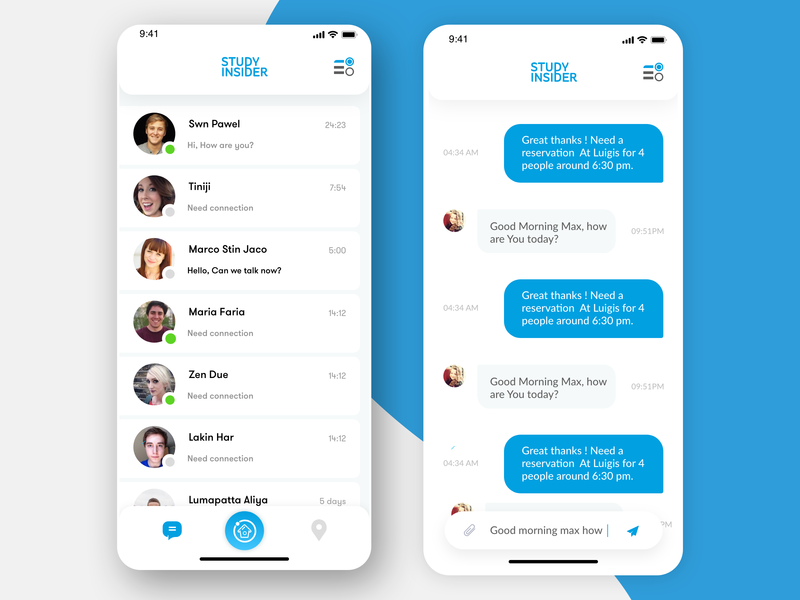 9:41
STUDY
INSIDER
Swn Pawel
24:23
Hi, How are you?
Tiniji
7:54
Need connection
Marco Stin Jaco
5:00
Hello, Can we talk now?
Maria Faria
14:12
Need connection
Zen Due
14:12
Need connection
Lakin Har
14:12
Need connection
Lumapatta Aliya
5 days
9:41
STUDY
INSIDER
Great thanks ! Need a
reservation At Luigis for 4
people around 6:30 pm.
04:34 AM
Good Morning Max, how
are You today?
09:51PM
Great thanks ! Need a
reservation At Luigis for 4
people around 6:30 pm.
04:34 AM
Good Morning Max, how
are You today?
09:51PM
Great thanks ! Need a
reservation At Luigis for 4
people around 6:30 pm.
04:34 AM
PM
Good morning max how